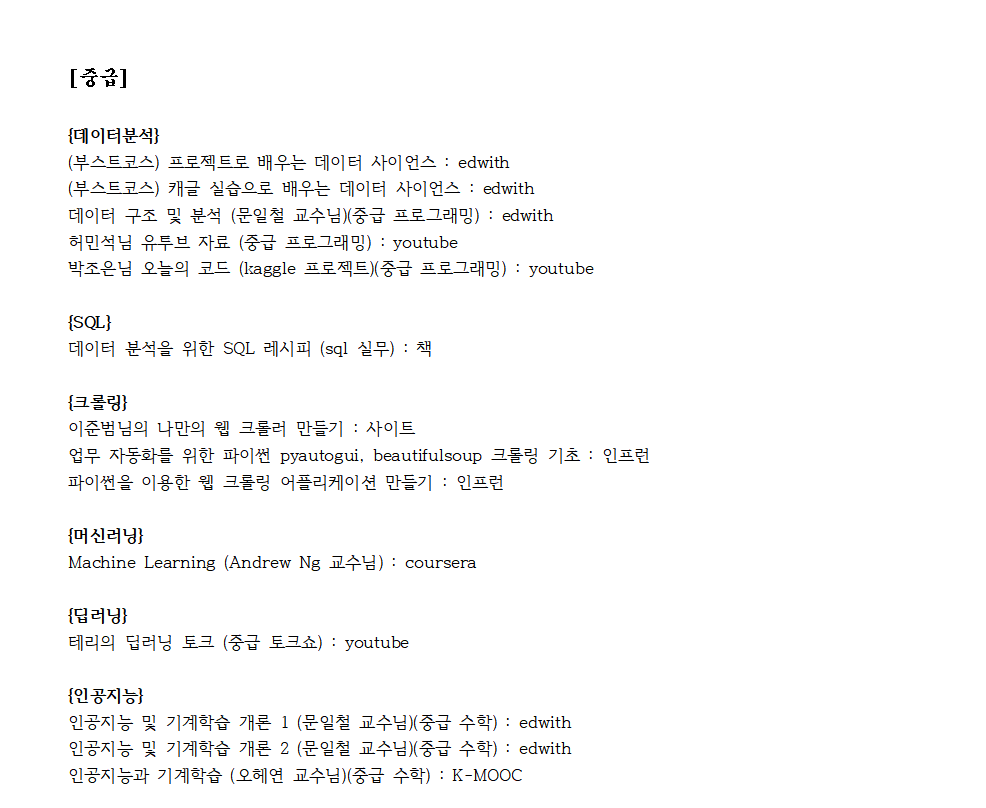 [중급]
{데이터분석}
(부스트코스) 프로젝트로 배우는 데이터 사이언스 : edwith
(부스트코스) 캐글 실습으로 배우는 데이터 사이언스 : edwith
데이터 구조 및 분석 (문일철 교수님)(중급 프로그래밍) : edwith
허민석님 유투브 자료 (중급 프로그래밍) : youtube
박조은님 오늘의 코드 (kaggle 프로젝트)(중급 프로그래밍) : youtube
{SQL}
데이터 분석을 위한 SQL 레시피 (sql 실무) : 책
{크롤링}
이준범님의 나만의 웹 크롤러 만들기 : 사이트
업무 자동화를 위한 파이썬 pyautogui, beautifulsoup 크롤링 기초 : 인프런
파이썬을 이용한 웹 크롤링 어플리케이션 만들기 : 인프런
{머신러닝}
Machine Learning (Andrew Ng 교수님) : coursera
{딥러닝}
테리의 딥러닝 토크 (중급 토크쇼) : youtube
{인공지능}
인공지능 및 기계학습 개론 1 (문일철 교수님)(중급 수학) : edwith
인공지능 및 기계학습 개론 2 (문일철 교수님)(중급 수학) : edwith
인공지능과 기계학습 (오혜연 교수님)(중급 수학) : K-MOOC